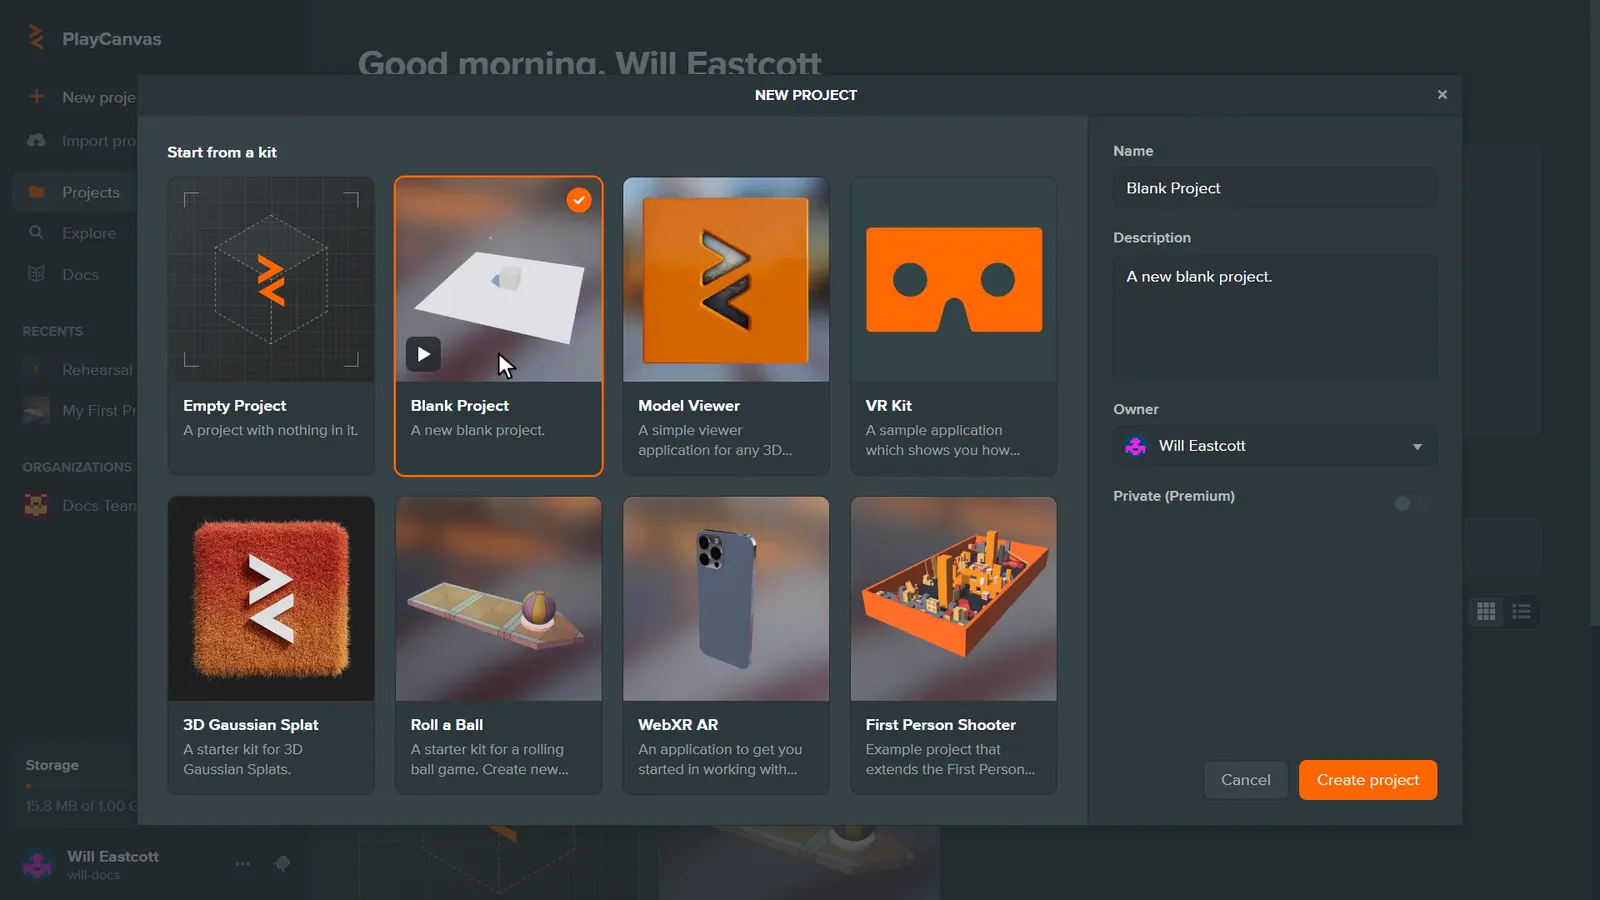 PlayCanvas
New proje
Import pro
Projects
Explore
Docs
RECENTS
Rehearsal
My First Pr
ORGANIZATIONS
Docs Tean
Storage
15.8 MB of 1.00 G
Will Eastcott
will-docs
Good morning, Will Eastcott
NEW PROJECT
Start from a kit
Empty Project
A project with nothing in it.
Blank Project
A new blank project.
Model Viewer
A simple viewer
application for any 3D...
VR Kit
A sample application
which shows you how...
3D Gaussian Splat
A starter kit for 3D
Gaussian Splats.
Roll a Ball
A starter kit for a rolling
ball game. Create new...
WebXR AR
An application to get you
started in working with...
First Person Shooter
Example project that
extends the First Person...
Name
Blank Project
Description
A new blank project.
Owner
Will Eastcott
Private (Premium)
Cancel
Create project